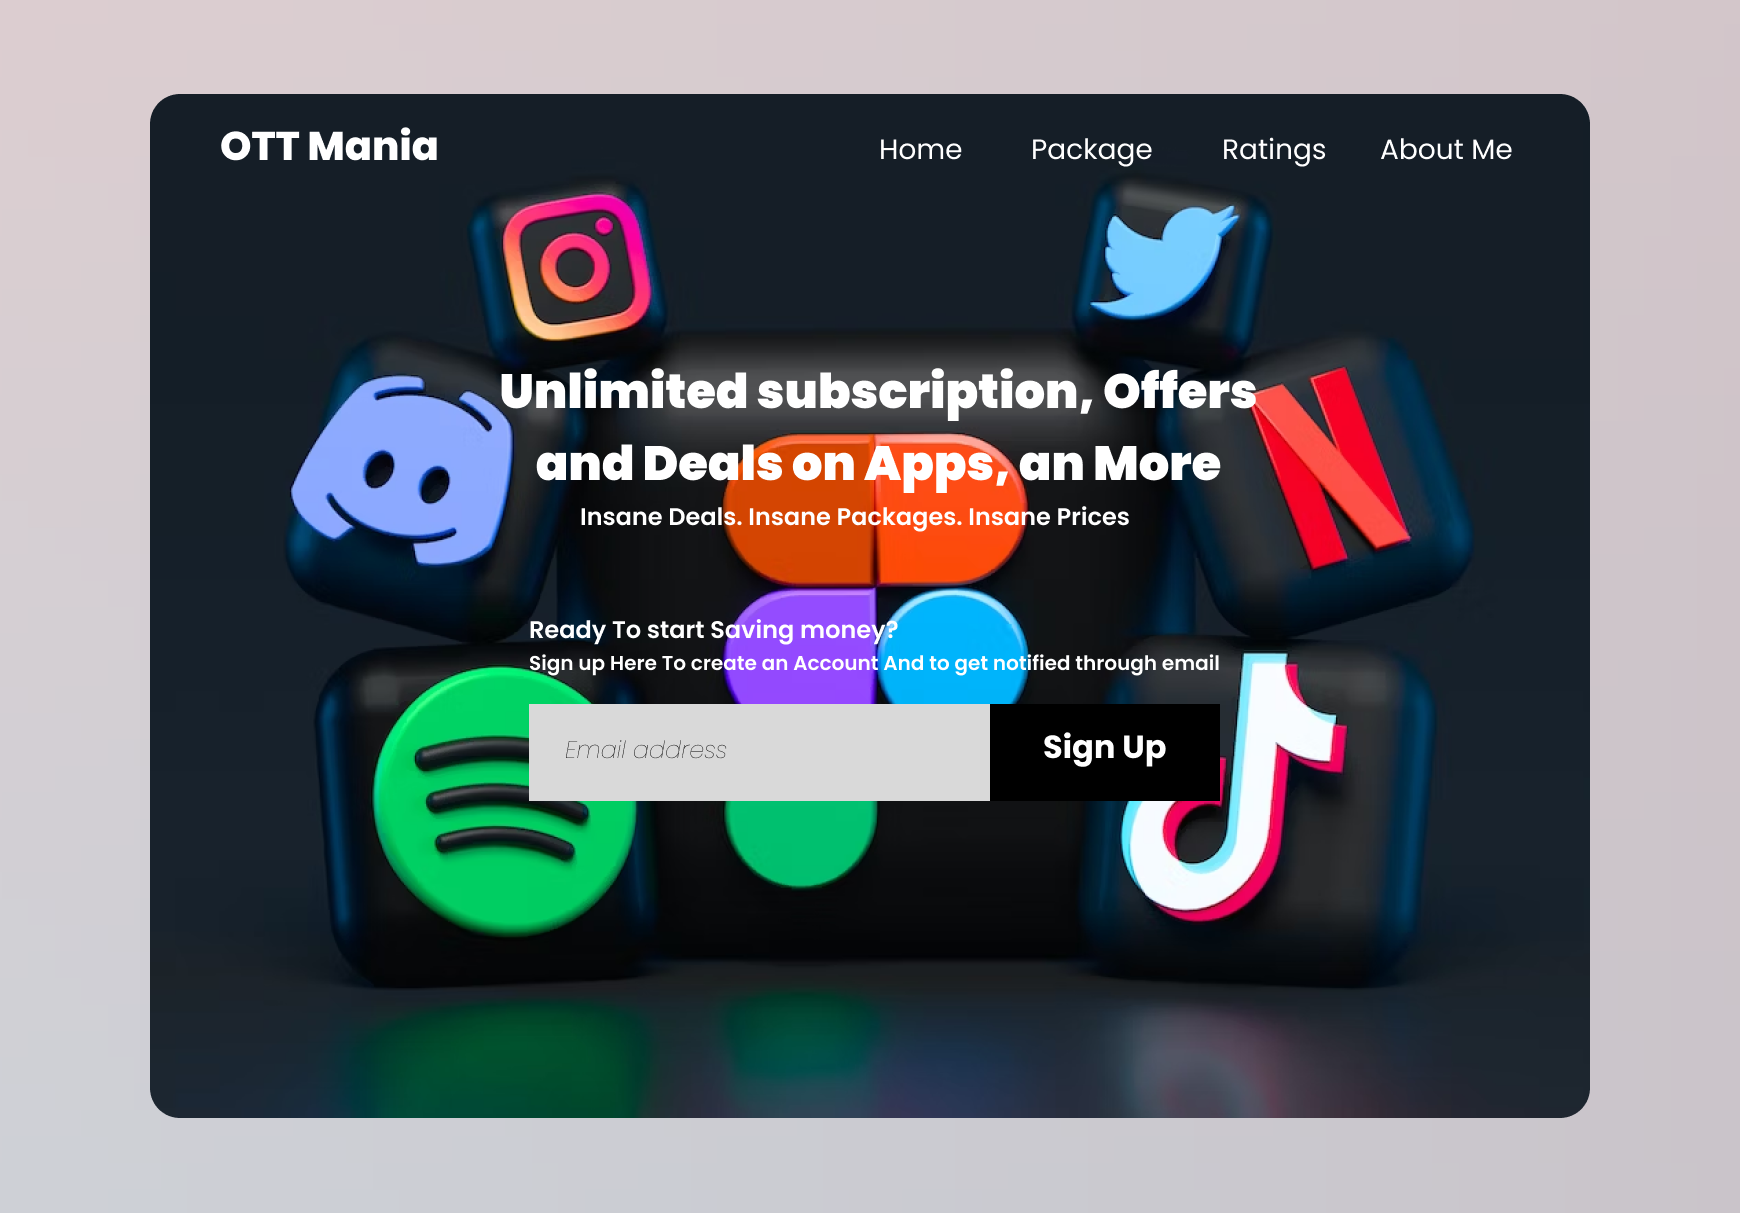 OTT Mania
Home Package Ratings About Me
Unlimited subscription, Offers
and Deals on Apps, an More
Insane Deals. Insane Packages. Insane Prices
Ready To start Saving money?
Sign up Here To create an Account And to get notified through email
Email address
Sign Up